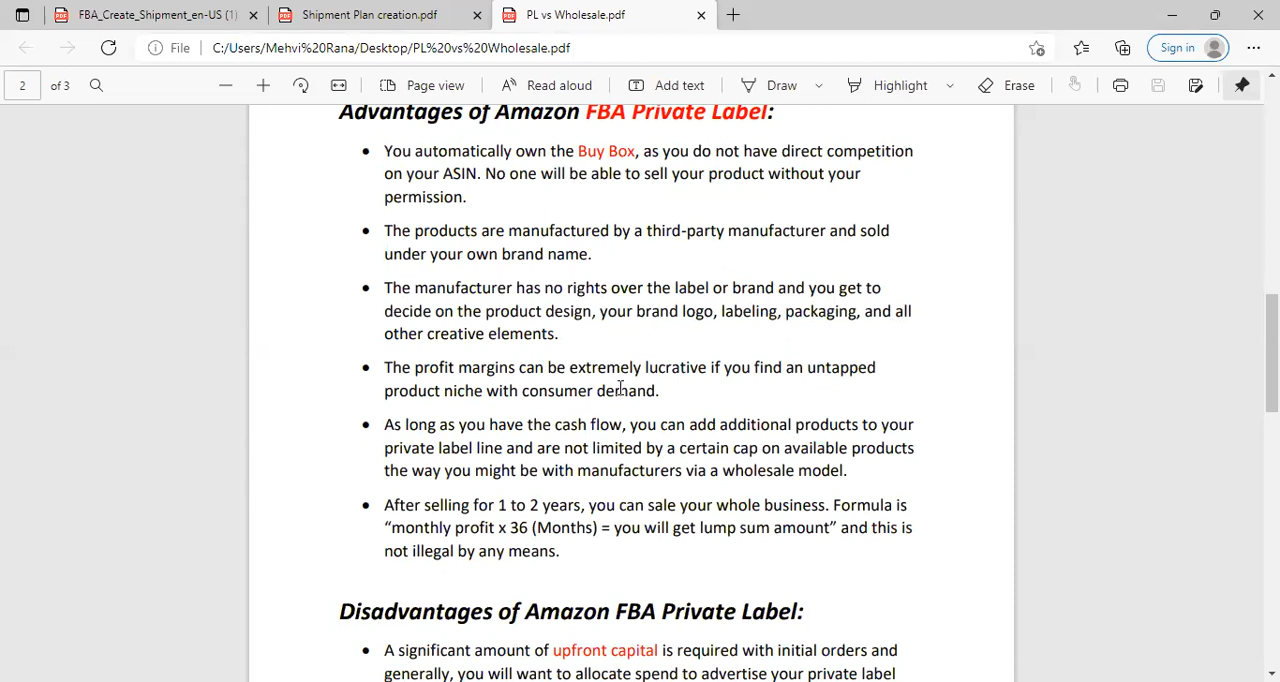 FBA_Create_Shipment_en-US (1)
Shipment Plan creation.pdf
PL vs Wholesale.pdf
File
C:/Users/Mehvi%20Rana/Desktop/PL%20vs%20Wholesale.pdf
Sign in
2
of 3
Page view
Read aloud
Add text
Draw
Highlight
Erase
Advantages of Amazon FBA Private Label:
• You automatically own the Buy Box, as you do not have direct competition
on your ASIN. No one will be able to sell your product without your
permission.
• The products are manufactured by a third-party manufacturer and sold
under your own brand name.
• The manufacturer has no rights over the label or brand and you get to
decide on the product design, your brand logo, labeling, packaging, and all
other creative elements.
• The profit margins can be extremely lucrative if you find an untapped
product niche with consumer demand.
• As long as you have the cash flow, you can add additional products to your
private label line and are not limited by a certain cap on available products
the way you might be with manufacturers via a wholesale model.
• After selling for 1 to 2 years, you can sale your whole business. Formula is
“monthly profit x 36 (Months) = you will get lump sum amount” and this is
not illegal by any means.
Disadvantages of Amazon FBA Private Label:
• A significant amount of upfront capital is required with initial orders and
generally, you will want to allocate spend to advertise your private label